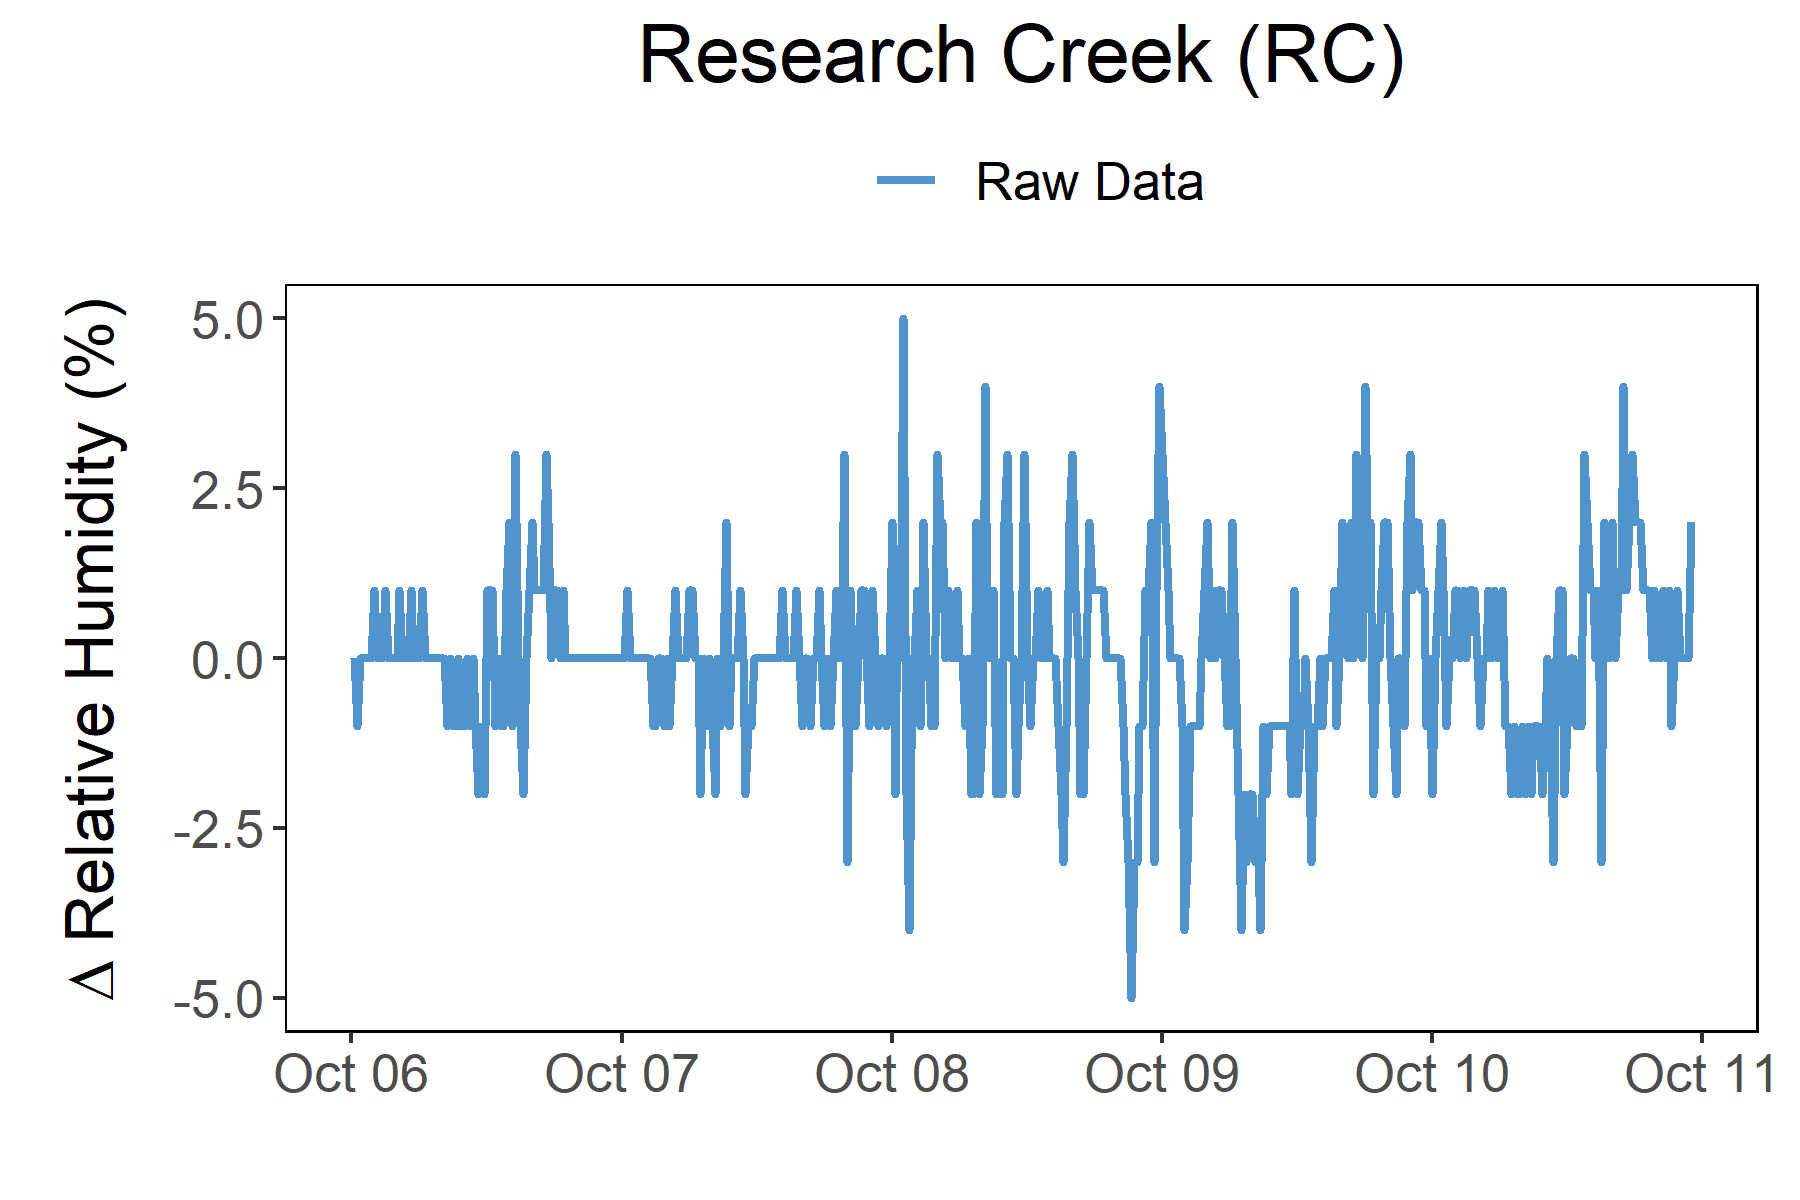 Research Creek (RC)
Raw Data
Δ Relative Humidity (%)
5.0
2.5
0.0
-2.5
-5.0
Oct 06
Oct 07
Oct 08
Oct 09
Oct 10
Oct 11